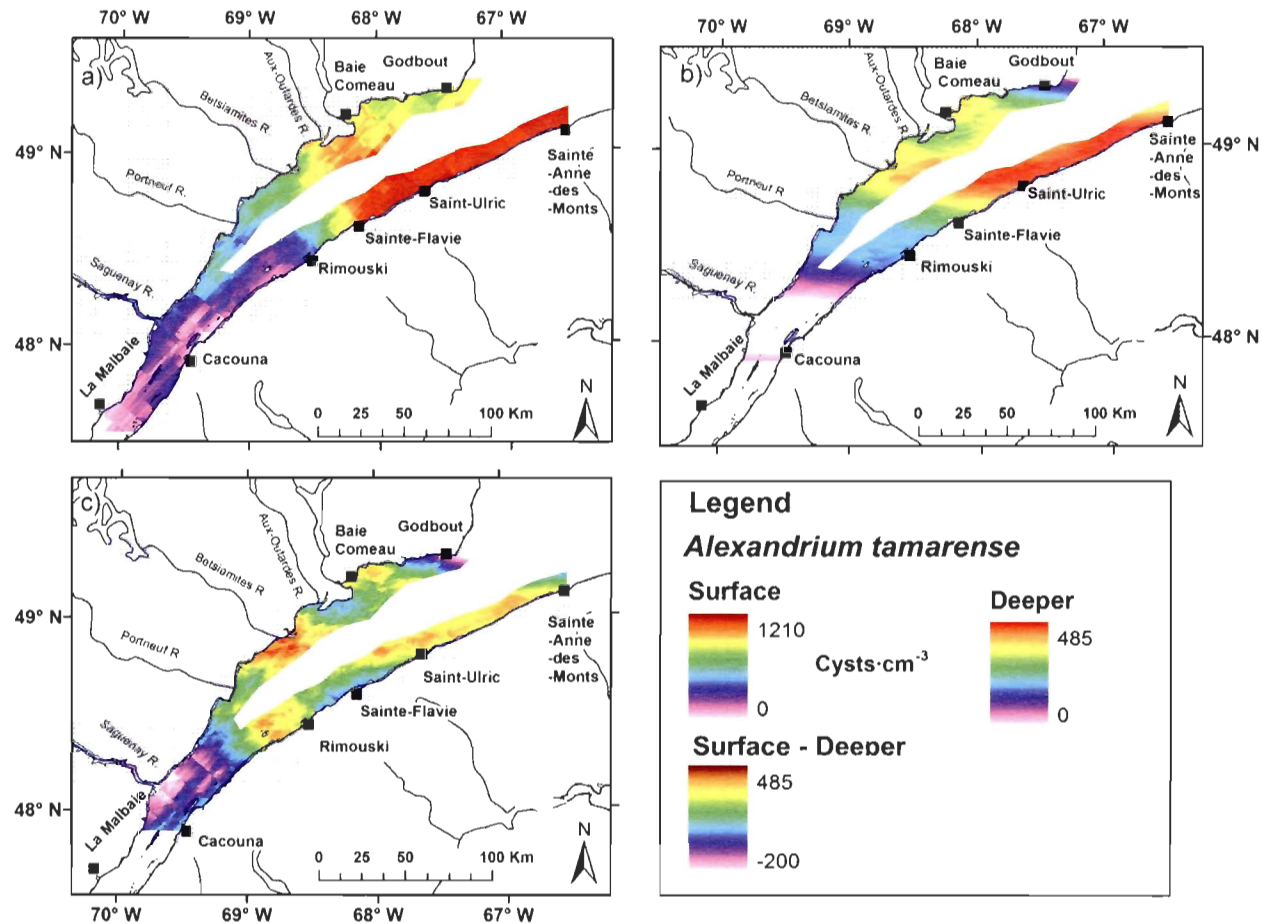 70° W 69° W 68° W 67° W
a)
Baie
Comeau
Godbout
Aux-Outardes R.
Betsiamites R.
Portneuf R.
Saguenay R.
49° N
48° N
La Malbaie
Cacouna
Rimouski
Sainte-Flavie
Saint-Ulric
Sainte
-Anne
-des
-Monts
N
0 25 50 100 Km
70° W 69° W 68° W 67° W
b)
Baie
Comeau
Godbout
Aux-Outardes R.
Betsiamites R.
Portneuf R.
Saguenay R.
49° N
48° N
La Malbaie
Cacouna
Rimouski
Sainte-Flavie
Saint-Ulric
Sainte
-Anne
-des
-Monts
N
0 25 50 100 Km
c)
Baie
Comeau
Godbout
Aux-Outardes R.
Betsiamites R
Portneuf R
Saguenay R.
49° N
48° N
La Malbaie
Cacouna
Rimouski
Sainte-Flavie
Saint-Ulric
Sainte
-Anne
-des
-Monts
N
0 25 50 100 Km
70° W 69° W 68° W 67° W
Legend
Alexandrium tamarense
Surface
1210
0
Cysts·cm⁻³
Deeper
485
0
Surface - Deeper
485
-200